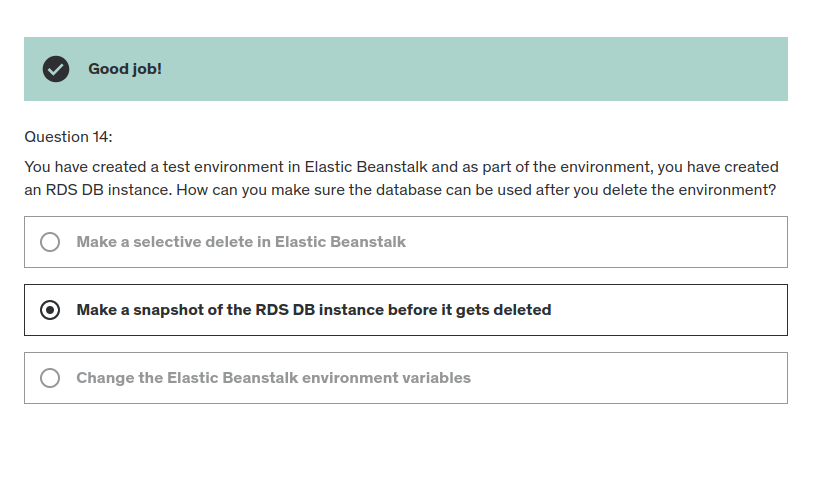 Good job!
Question 14:
You have created a test environment in Elastic Beanstalk and as part of the environment, you have created
an RDS DB instance. How can you make sure the database can be used after you delete the environment?
Make a selective delete in Elastic Beanstalk
Make a snapshot of the RDS DB instance before it gets deleted
Change the Elastic Beanstalk environment variables